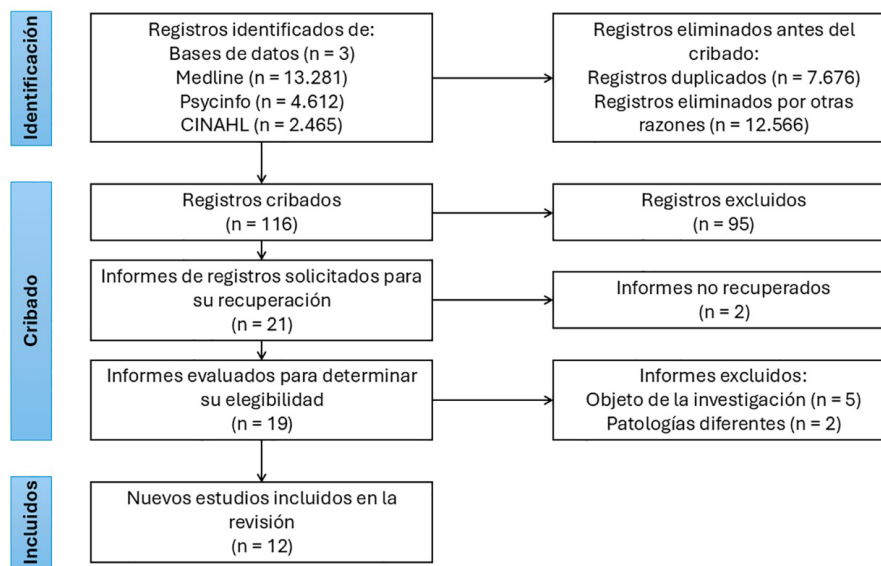 Identificación
Registros identificados de:
Bases de datos (n = 3)
Medline (n = 13.281)
Psycinfo (n = 4.612)
CINAHL (n = 2.465)
Registros eliminados antes del
cribado:
Registros duplicados (n = 7.676)
Registros eliminados por otras
razones (n = 12.566)
Cribado
Registros cribados
(n = 116)
Registros excluidos
(n = 95)
Informes de registros solicitados para
su recuperación
(n = 21)
Informes no recuperados
(n = 2)
Informes evaluados para determinar
su elegibilidad
(n = 19)
Informes excluidos:
Objeto de la investigación (n = 5)
Patologías diferentes (n = 2)
Incluidos
Nuevos estudios incluidos en la
revisión
(n = 12)